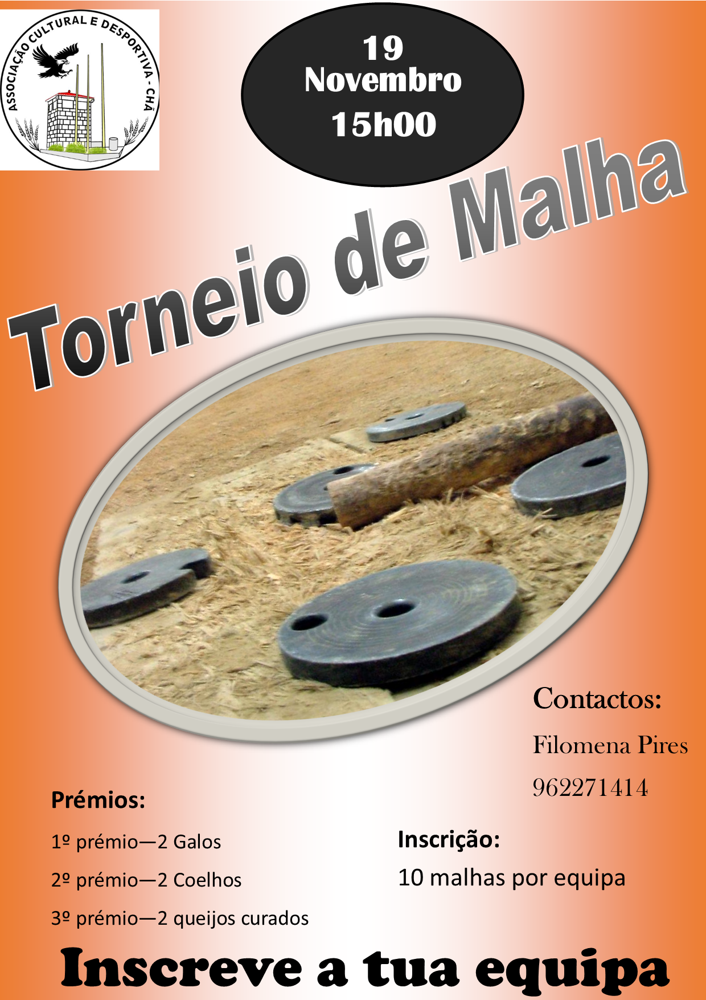 ASSOCIAÇÃO CULTURAL E DESPORTIVA - CHÃ
19
Novembro
15h00
Torneio de Malha
Contactos:
Filomena Pires
962271414
Prémios:
1º prémio—2 Galos
2º prémio—2 Coelhos
3º prémio—2 queijos curados
Inscrição:
10 malhas por equipa
Inscreve a tua equipa